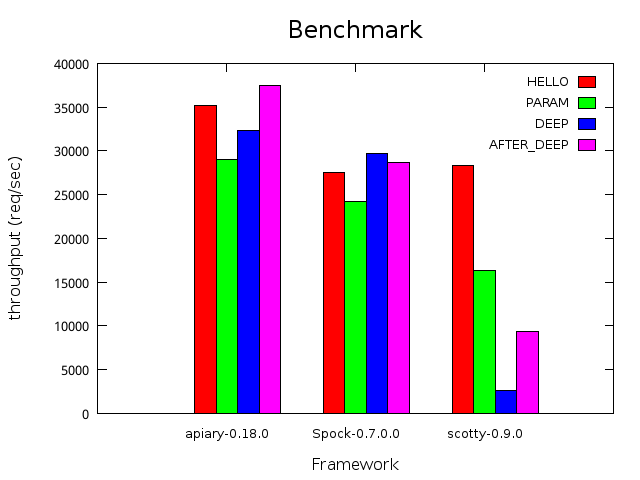 Benchmark
throughput (req/sec)
40000
35000
30000
25000
20000
15000
10000
5000
0
HELLO
PARAM
DEEP
AFTER_DEEP
apiary-0.18.0
Spock-0.7.0.0
scotty-0.9.0
Framework